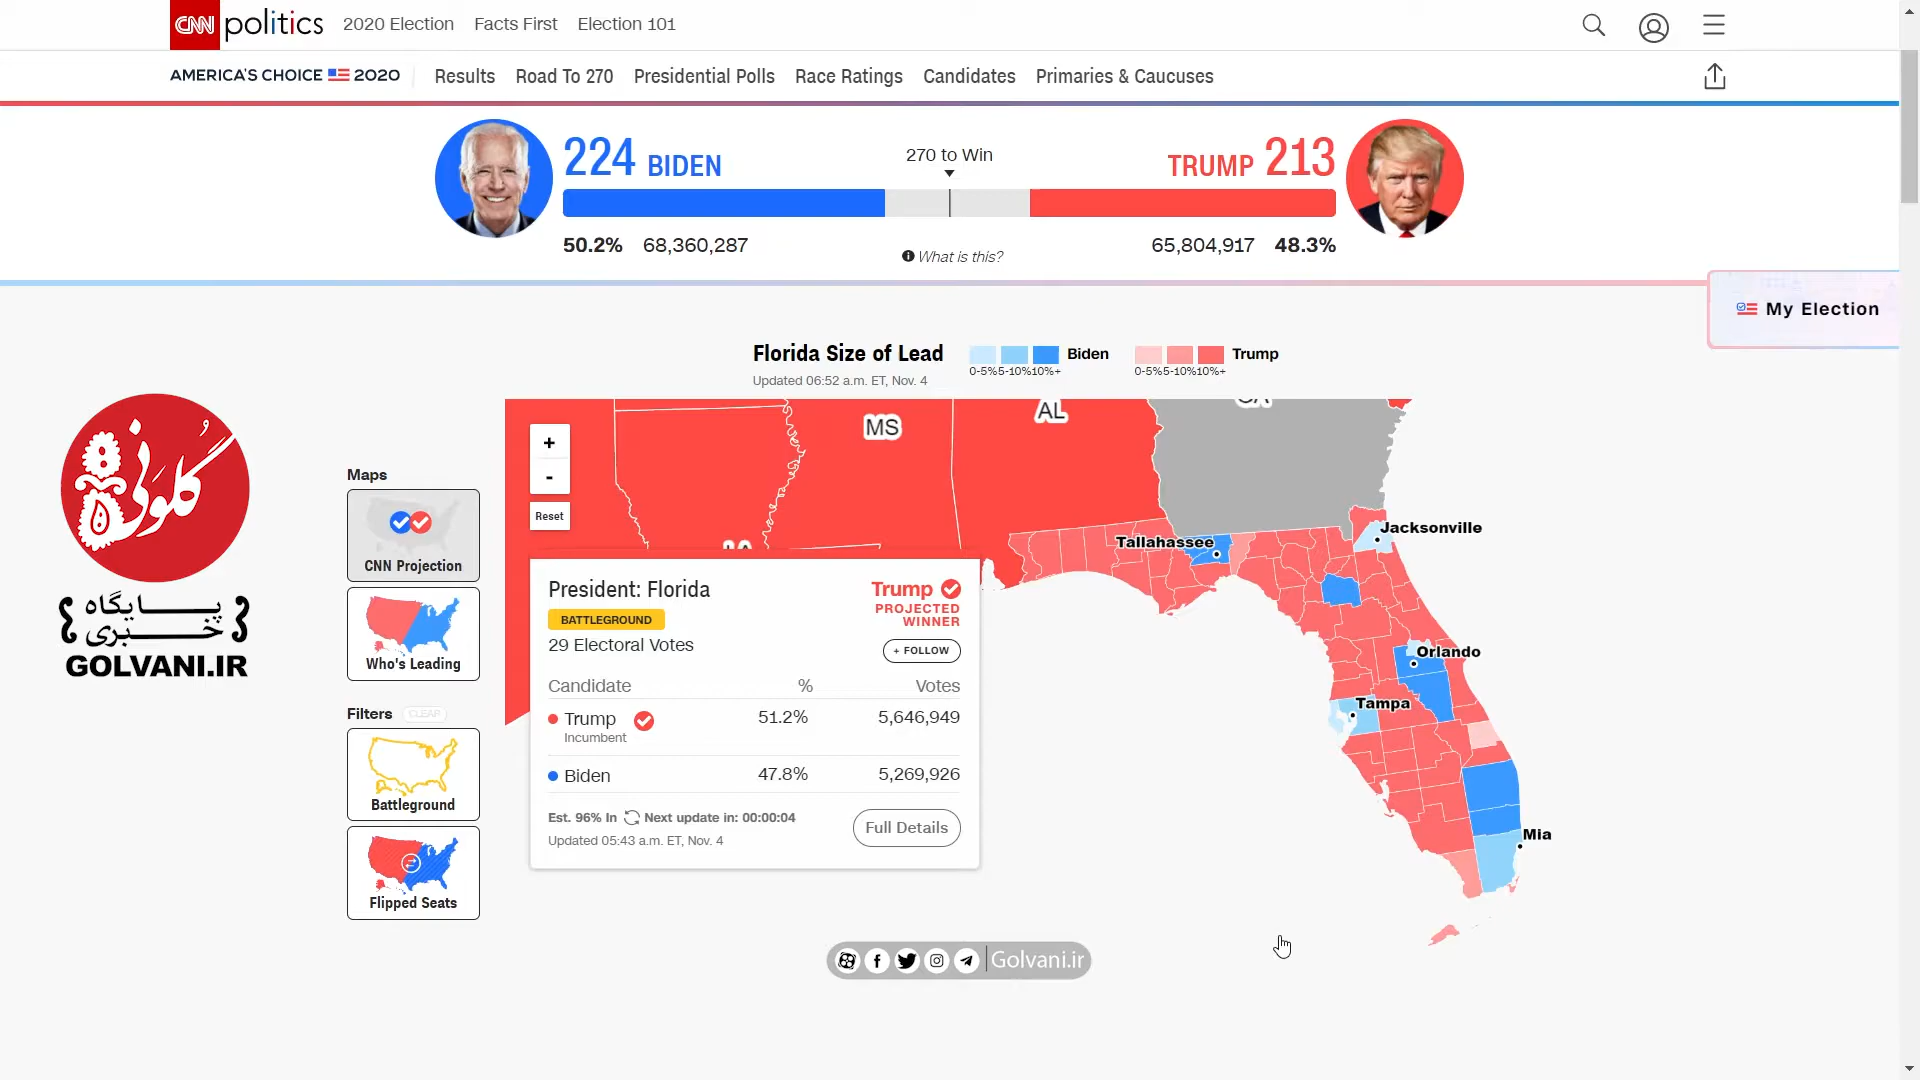 CNN politics 2020 Election Facts First Election 101
AMERICA'S CHOICE 2020 Results Road To 270 Presidential Polls Race Ratings Candidates Primaries & Caucuses
224 BIDEN 270 to Win TRUMP 213
50.2% 68,360,287 What is this? 65,804,917 48.3%
My Election
Florida Size of Lead Biden Trump
0-5%5-10%10%+ 0-5%5-10%10%+
Updated 06:52 a.m. ET, Nov. 4
گلونی
پایگاه
خبری
GOLVANI.IR
Maps
CNN Projection
Who's Leading
Filters CLEAR
Battleground
Flipped Seats
+
-
Reset
MS
AL
GA
LA
Tallahassee
Jacksonville
Orlando
Tampa
Mia
President: Florida Trump
BATTLEGROUND PROJECTED
WINNER
29 Electoral Votes + FOLLOW
Candidate % Votes
Trump 51.2% 5,646,949
Incumbent
Biden 47.8% 5,269,926
Est. 96% In Next update in: 00:00:04
Updated 05:43 a.m. ET, Nov. 4
Full Details
Golvani.ir